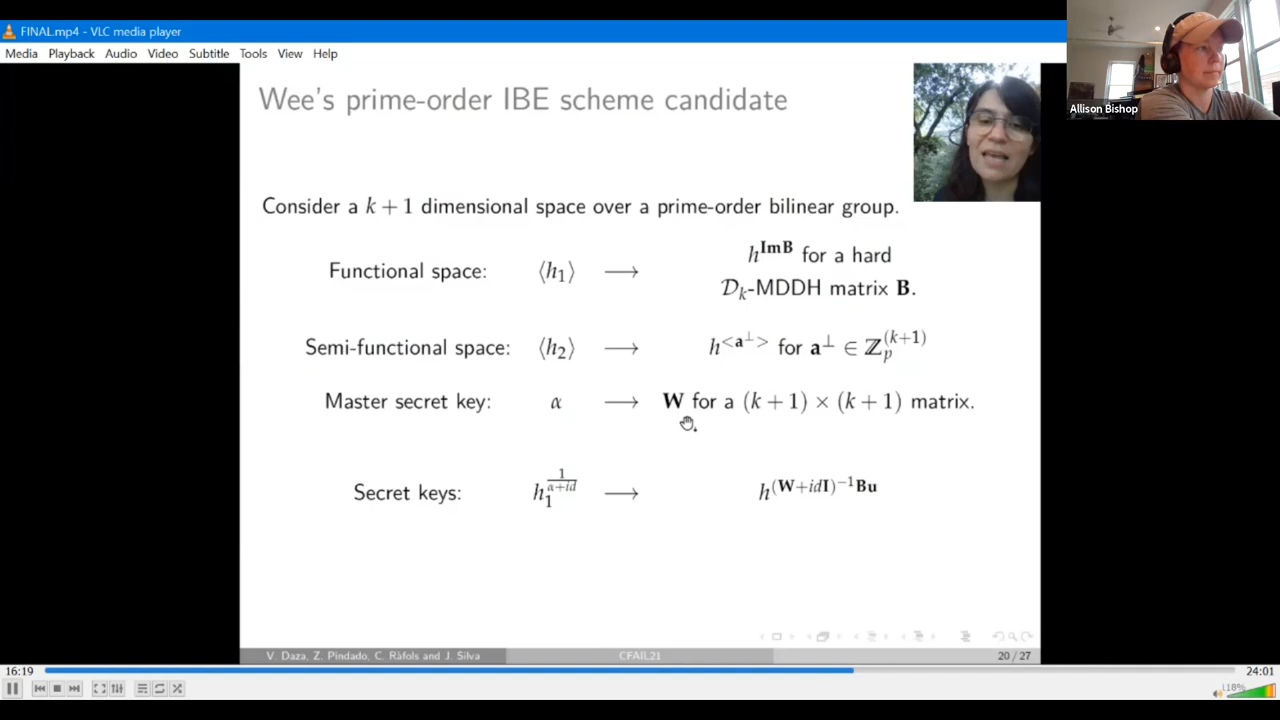 FINAL.mp4 - VLC media player
Media Playback Audio Video Subtitle Tools View Help
Allison Bishop
Wee's prime-order IBE scheme candidate
Consider a k + 1 dimensional space over a prime-order bilinear group.
Functional space: ⟨h₁⟩ ⟶ h^{ImB} for a hard
𝒟ₖ-MDDH matrix B.
Semi-functional space: ⟨h₂⟩ ⟶ h^{<a^⊥>} for a^⊥ ∈ ℤ_p^{(k+1)}
Master secret key: α ⟶ W for a (k + 1) × (k + 1) matrix.
Secret keys: h_1^{\frac{1}{α+id}} ⟶ h^{(W+idI)^{-1}Bu}
V. Daza, Z. Pindado, C. Ràfols and J. Silva CFAIL21 20 / 27
16:19 24:01
118%